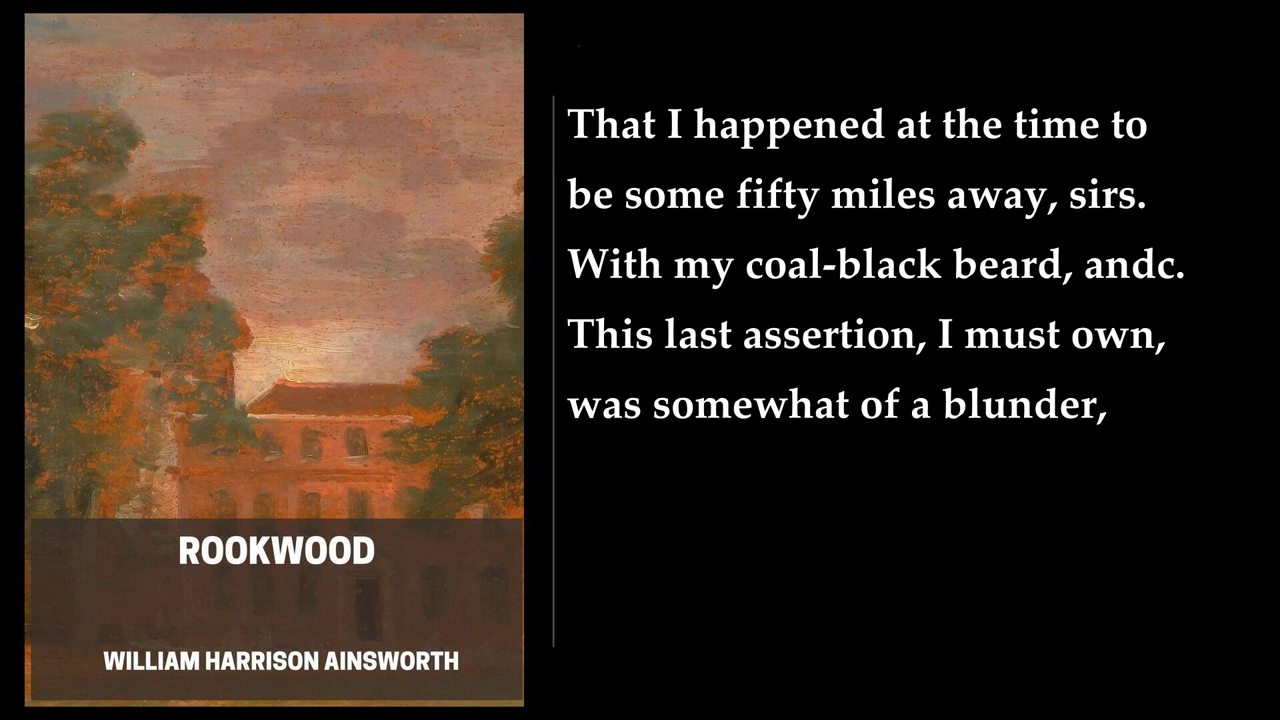 ROOKWOOD
WILLIAM HARRISON AINSWORTH
That I happened at the time to
be some fifty miles away, sirs.
With my coal-black beard, andc.
This last assertion, I must own,
was somewhat of a blunder,